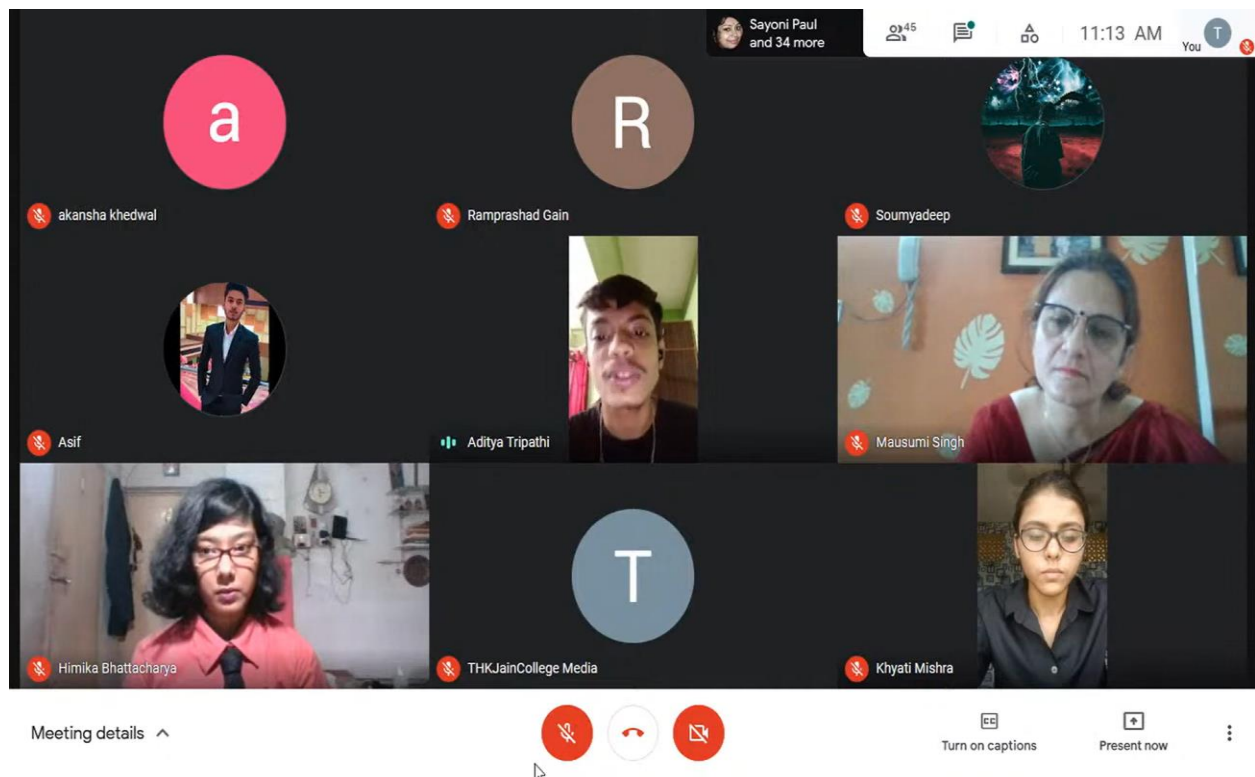 Sayoni Paul
and 34 more
45
11:13 AM
You
T
a
akansha khedwal
R
Ramprashad Gain
Soumyadeep
Asif
Aditya Tripathi
Mausumi Singh
Himika Bhattacharya
T
THKJainCollege Media
Khyati Mishra
Meeting details
CC
Turn on captions
Present now